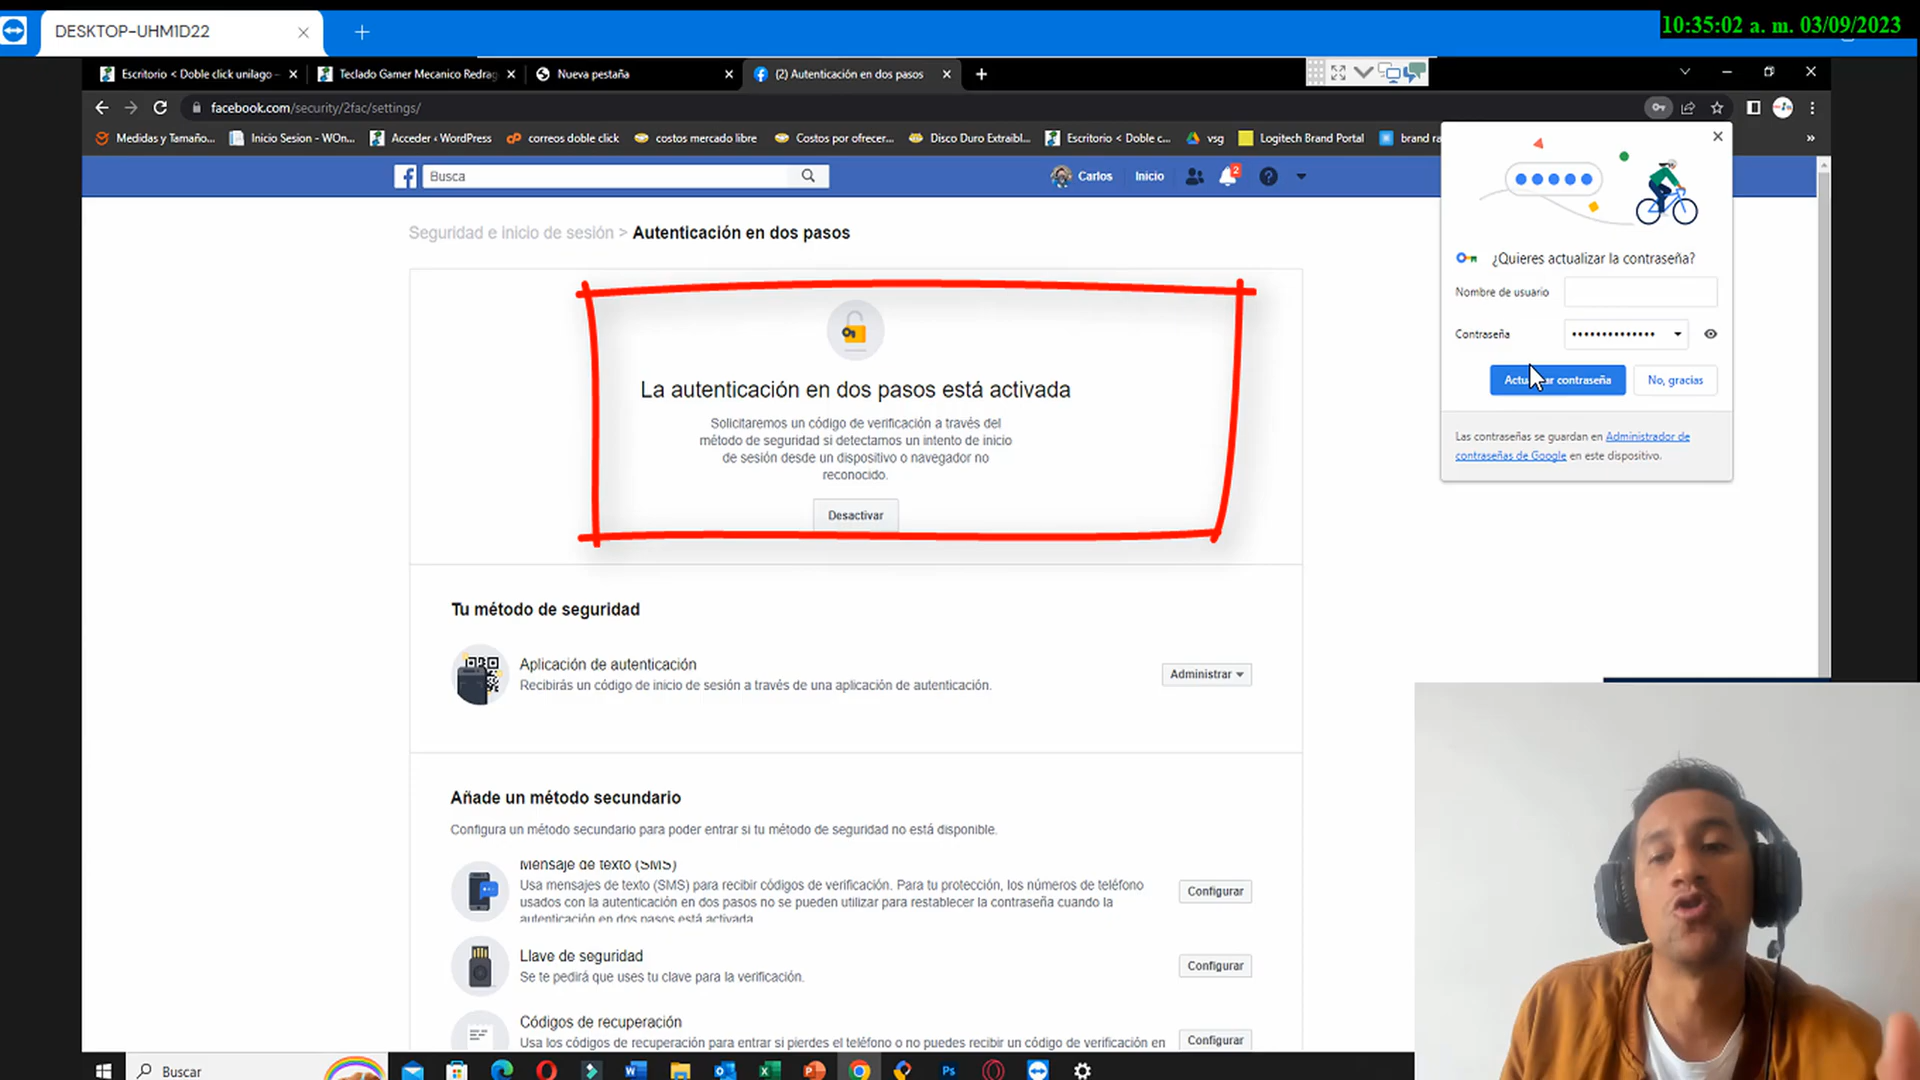 DESKTOP-UHM1D22
10:35:02 a. m. 03/09/2023
Escritorio < Doble click unilago –
Teclado Gamer Mecanico Redrag
Nueva pestaña
(2) Autenticación en dos pasos
facebook.com/security/2fac/settings/
Medidas y Tamaño...
Inicio Sesion - WOn...
Acceder ‹ WordPress
correos doble click
costos mercado libre
Costos por ofrecer...
Disco Duro Extraíbl...
Escritorio < Doble c...
vsg
Logitech Brand Portal
brand ra
»
Busca
Carlos
Inicio
2
Seguridad e inicio de sesión > Autenticación en dos pasos
La autenticación en dos pasos está activada
Solicitaremos un código de verificación a través del
método de seguridad si detectamos un intento de inicio
de sesión desde un dispositivo o navegador no
reconocido.
Desactivar
¿Quieres actualizar la contraseña?
Nombre de usuario
Contraseña
••••••••••••••
contraseña
No, gracias
Las contraseñas se guardan en Administrador de
contraseñas de Google en este dispositivo.
Tu método de seguridad
Aplicación de autenticación
Recibirás un código de inicio de sesión a través de una aplicación de autenticación.
Administrar
Añade un método secundario
Configura un método secundario para poder entrar si tu método de seguridad no está disponible.
Mensaje de texto (SMS)
Usa mensajes de texto (SMS) para recibir códigos de verificación. Para tu protección, los números de teléfono
usados con la autenticación en dos pasos no se pueden utilizar para restablecer la contraseña cuando la
autenticación en dos pasos está activada
Configurar
Llave de seguridad
Se te pedirá que uses tu clave para la verificación.
Configurar
Códigos de recuperación
Usa los códigos de recuperación para entrar si pierdes el teléfono o no puedes recibir un código de verificación en
Configurar
Buscar